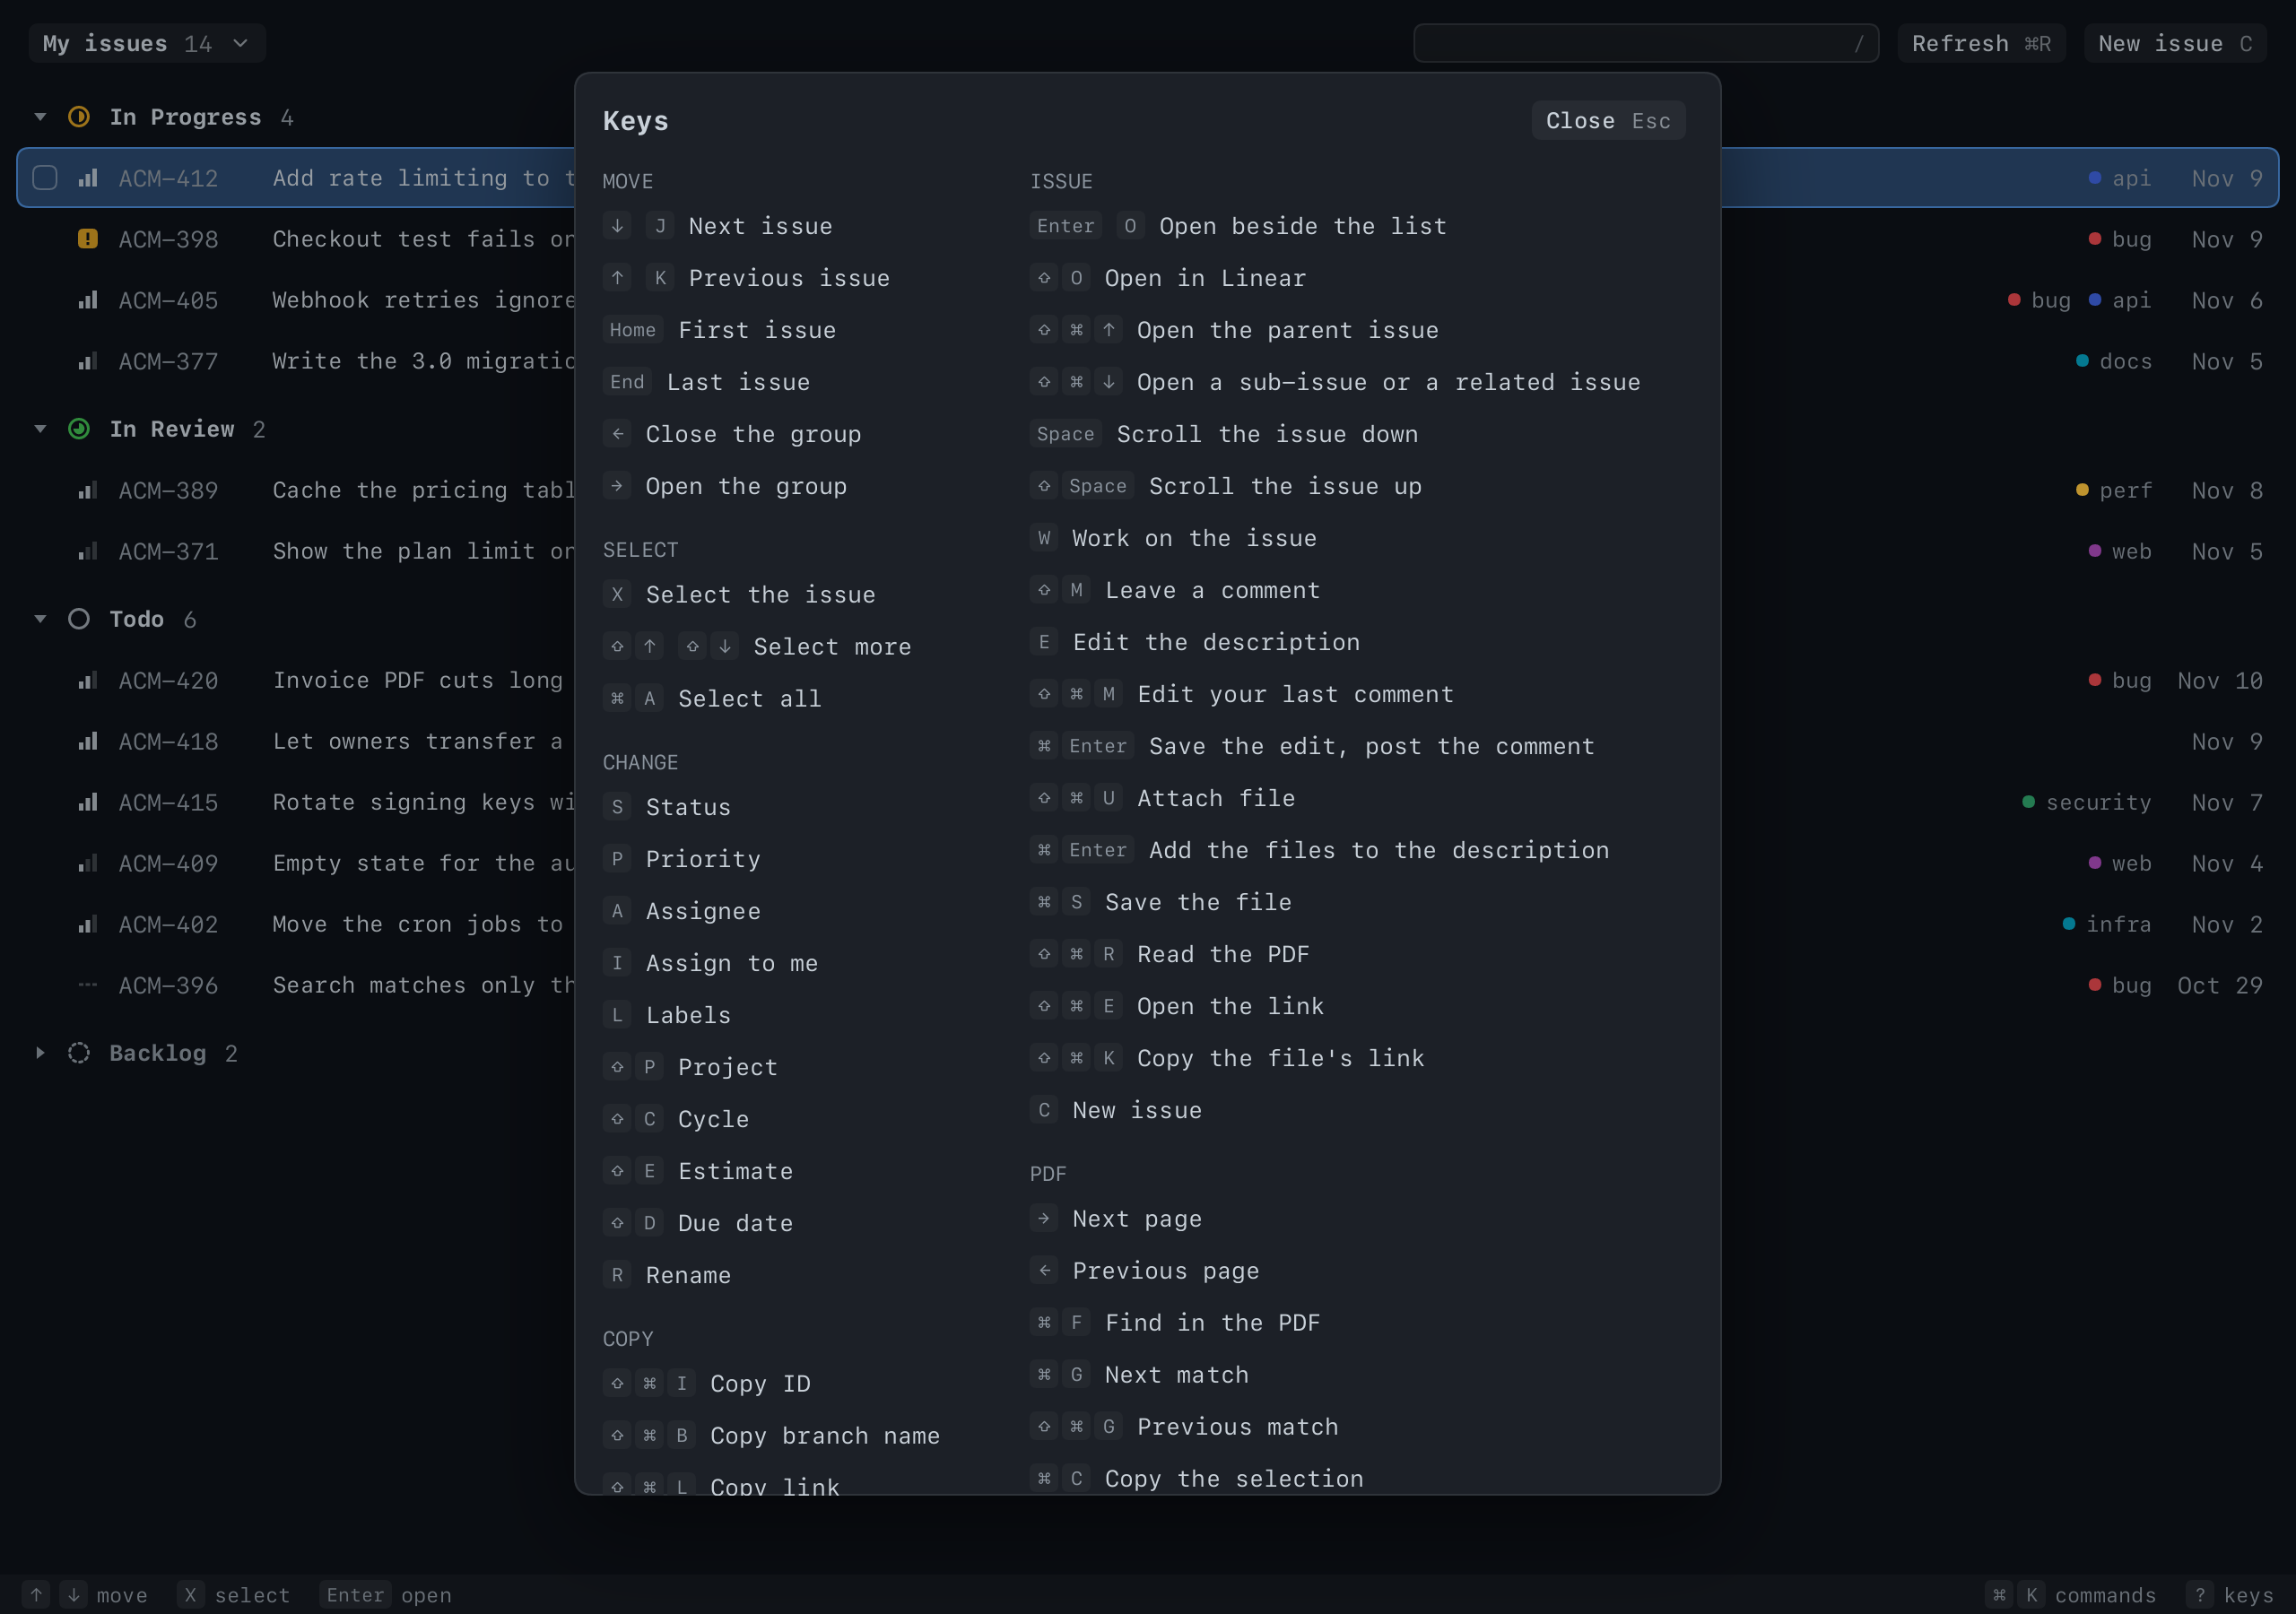 My issues 14
/
Refresh ⌘R
New issue C
In Progress 4
ACM-412 Add rate limiting to t
api Nov 9
ACM-398 Checkout test fails on
bug Nov 9
ACM-405 Webhook retries ignore
bug api Nov 6
ACM-377 Write the 3.0 migratio
docs Nov 5
In Review 2
ACM-389 Cache the pricing tabl
perf Nov 8
ACM-371 Show the plan limit on
web Nov 5
Todo 6
ACM-420 Invoice PDF cuts long
bug Nov 10
ACM-418 Let owners transfer a
Nov 9
ACM-415 Rotate signing keys wi
security Nov 7
ACM-409 Empty state for the au
web Nov 4
ACM-402 Move the cron jobs to
infra Nov 2
ACM-396 Search matches only th
bug Oct 29
Backlog 2
Keys
Close Esc
MOVE
↓ J Next issue
↑ K Previous issue
Home First issue
End Last issue
← Close the group
→ Open the group
SELECT
X Select the issue
⇧ ↑ ⇧ ↓ Select more
⌘ A Select all
CHANGE
S Status
P Priority
A Assignee
I Assign to me
L Labels
⇧ P Project
⇧ C Cycle
⇧ E Estimate
⇧ D Due date
R Rename
COPY
⇧ ⌘ I Copy ID
⇧ ⌘ B Copy branch name
⇧ ⌘ L Copy link
ISSUE
Enter O Open beside the list
⇧ O Open in Linear
⇧ ⌘ ↑ Open the parent issue
⇧ ⌘ ↓ Open a sub-issue or a related issue
Space Scroll the issue down
⇧ Space Scroll the issue up
W Work on the issue
⇧ M Leave a comment
E Edit the description
⇧ ⌘ M Edit your last comment
⌘ Enter Save the edit, post the comment
⇧ ⌘ U Attach file
⌘ Enter Add the files to the description
⌘ S Save the file
⇧ ⌘ R Read the PDF
⇧ ⌘ E Open the link
⇧ ⌘ K Copy the file's link
C New issue
PDF
→ Next page
← Previous page
⌘ F Find in the PDF
⌘ G Next match
⇧ ⌘ G Previous match
⌘ C Copy the selection
↑ ↓ move X select Enter open
⌘ K commands ? keys